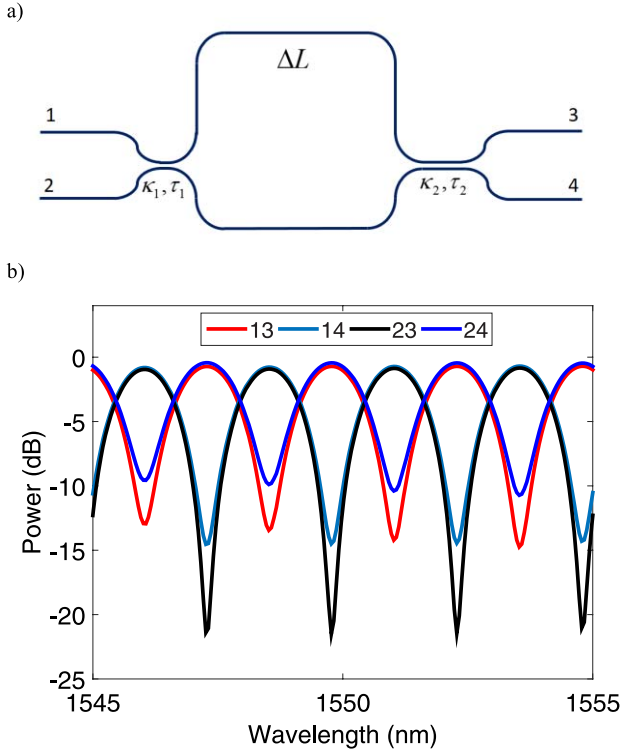 a)
ΔL
1
3
2
κ₁, τ₁
κ₂, τ₂
4
b)
13 14 23 24
0
-5
-10
-15
-20
-25
Power (dB)
1545 1550 1555
Wavelength (nm)